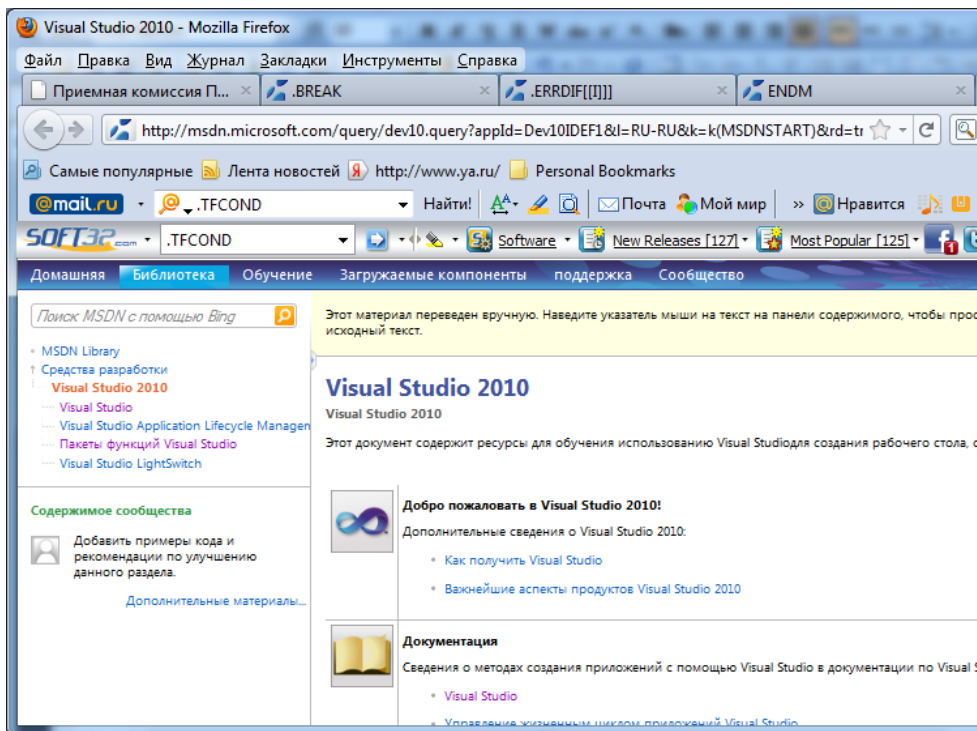 Visual Studio 2010 - Mozilla Firefox
Файл Правка Вид Журнал Закладки Инструменты Справка
Приемная комиссия П... × .BREAK × .ERRDIF[[I]]] × ENDM ×
http://msdn.microsoft.com/query/dev10.query?appId=Dev10IDEF1&l=RU-RU&k=k(MSDNSTART)&rd=tr
Самые популярные Лента новостей http://www.ya.ru/ Personal Bookmarks
@mail.ru .TFCOND Найти! Почта Мой мир » Нравится
SOFT32.com .TFCOND Software New Releases [127] Most Popular [125]
Домашняя Библиотека Обучение Загружаемые компоненты поддержка Сообщество
Поиск MSDN с помощью Bing
MSDN Library
Средства разработки
Visual Studio 2010
Visual Studio
Visual Studio Application Lifecycle Managen
Пакеты функций Visual Studio
Visual Studio LightSwitch
Содержимое сообщества
Добавить примеры кода и
рекомендации по улучшению
данного раздела.
Дополнительные материалы...
Этот материал переведен вручную. Наведите указатель мыши на текст на панели содержимого, чтобы прос
исходный текст.
Visual Studio 2010
Visual Studio 2010
Этот документ содержит ресурсы для обучения использованию Visual Studioдля создания рабочего стола, с
Добро пожаловать в Visual Studio 2010!
Дополнительные сведения о Visual Studio 2010:
Как получить Visual Studio
Важнейшие аспекты продуктов Visual Studio 2010
Документация
Сведения о методах создания приложений с помощью Visual Studio в документации по Visual S
Visual Studio
Управление жизненным циклом приложений Visual Studio